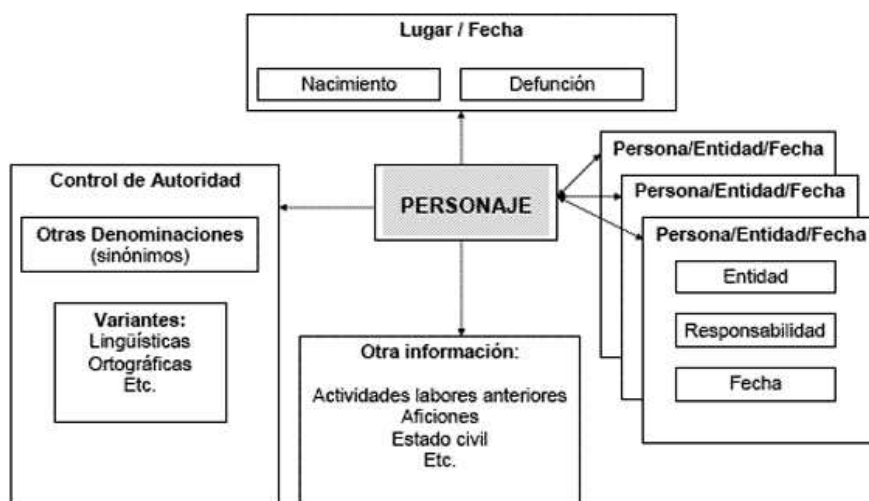 Lugar / Fecha
Nacimiento
Defunción
Control de Autoridad
Otras Denominaciones
(sinónimos)
Variantes:
Lingüísticas
Ortográficas
Etc.
PERSONAJE
Persona/Entidad/Fecha
Persona/Entidad/Fecha
Persona/Entidad/Fecha
Entidad
Responsabilidad
Fecha
Otra información:
Actividades labores anteriores
Aficiones
Estado civil
Etc.